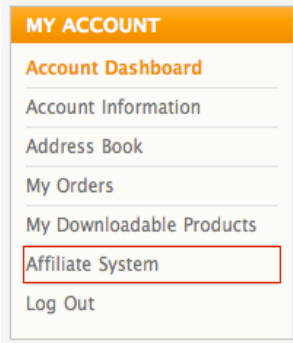 MY ACCOUNT
Account Dashboard
Account Information
Address Book
My Orders
My Downloadable Products
Affiliate System
Log Out